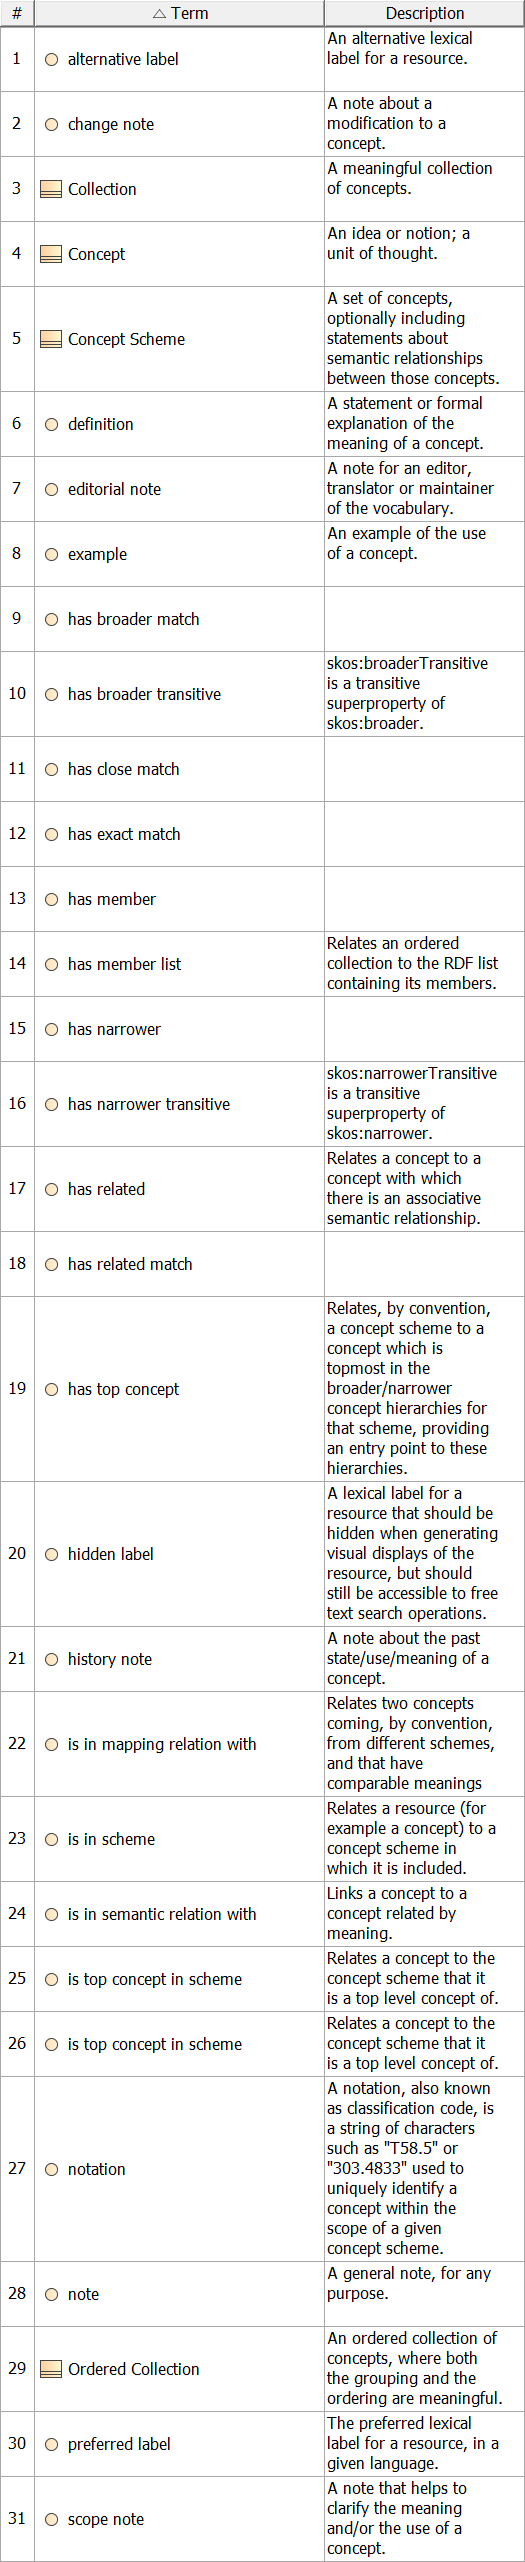 # Term Description
1 alternative label An alternative lexical
label for a resource.
2 change note A note about a
modification to a
concept.
3 Collection A meaningful collection
of concepts.
4 Concept An idea or notion; a
unit of thought.
5 Concept Scheme A set of concepts,
optionally including
statements about
semantic relationships
between those concepts.
6 definition A statement or formal
explanation of the
meaning of a concept.
7 editorial note A note for an editor,
translator or maintainer
of the vocabulary.
8 example An example of the use
of a concept.
9 has broader match
10 has broader transitive skos:broaderTransitive
is a transitive
superproperty of
skos:broader.
11 has close match
12 has exact match
13 has member
14 has member list Relates an ordered
collection to the RDF list
containing its members.
15 has narrower
16 has narrower transitive skos:narrowerTransitive
is a transitive
superproperty of
skos:narrower.
17 has related Relates a concept to a
concept with which
there is an associative
semantic relationship.
18 has related match
19 has top concept Relates, by convention,
a concept scheme to a
concept which is
topmost in the
broader/narrower
concept hierarchies for
that scheme, providing
an entry point to these
hierarchies.
20 hidden label A lexical label for a
resource that should be
hidden when generating
visual displays of the
resource, but should
still be accessible to free
text search operations.
21 history note A note about the past
state/use/meaning of a
concept.
22 is in mapping relation with Relates two concepts
coming, by convention,
from different schemes,
and that have
comparable meanings
23 is in scheme Relates a resource (for
example a concept) to a
concept scheme in
which it is included.
24 is in semantic relation with Links a concept to a
concept related by
meaning.
25 is top concept in scheme Relates a concept to the
concept scheme that it
is a top level concept of.
26 is top concept in scheme Relates a concept to the
concept scheme that it
is a top level concept of.
27 notation A notation, also known
as classification code, is
a string of characters
such as "T58.5" or
"303.4833" used to
uniquely identify a
concept within the
scope of a given
concept scheme.
28 note A general note, for any
purpose.
29 Ordered Collection An ordered collection of
concepts, where both
the grouping and the
ordering are meaningful.
30 preferred label The preferred lexical
label for a resource, in a
given language.
31 scope note A note that helps to
clarify the meaning
and/or the use of a
concept.